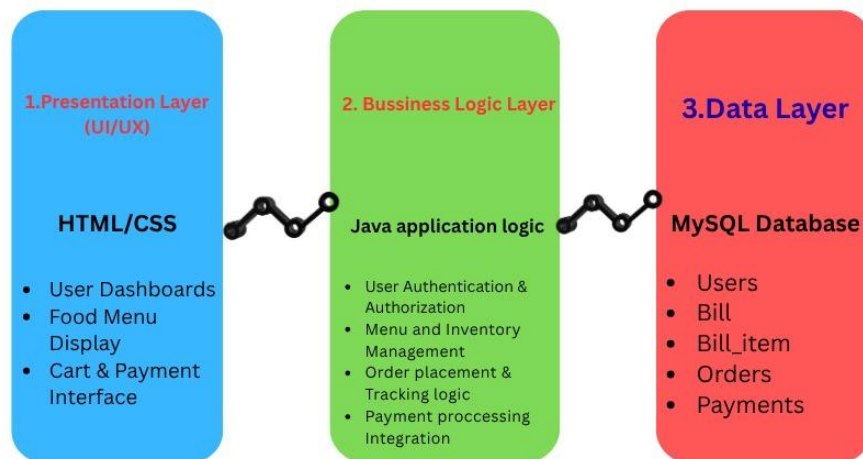 1.Presentation Layer
(UI/UX)
HTML/CSS
• User Dashboards
• Food Menu
Display
• Cart & Payment
Interface
2. Bussiness Logic Layer
Java application logic
• User Authentication &
Authorization
• Menu and Inventory
Management
• Order placement &
Tracking logic
• Payment proccessing
Integration
3.Data Layer
MySQL Database
• Users
• Bill
• Bill_item
• Orders
• Payments